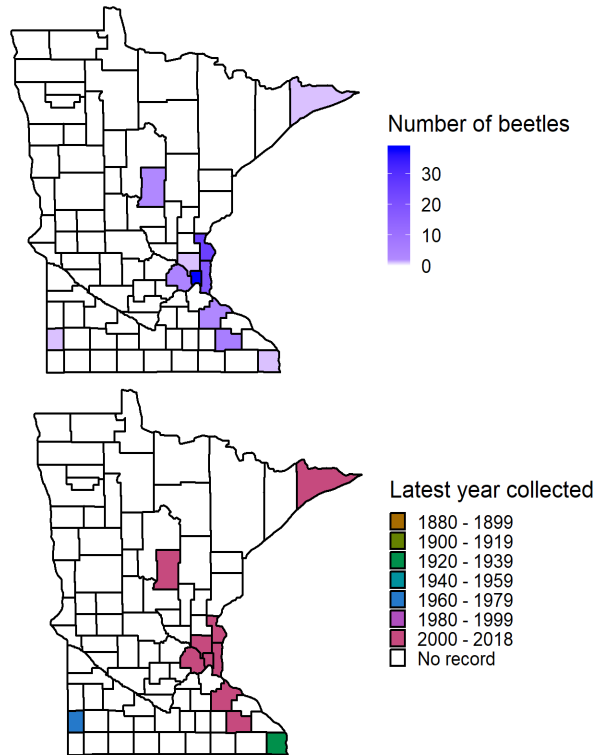 Number of beetles
30
20
10
0
Latest year collected
1880 - 1899
1900 - 1919
1920 - 1939
1940 - 1959
1960 - 1979
1980 - 1999
2000 - 2018
No record